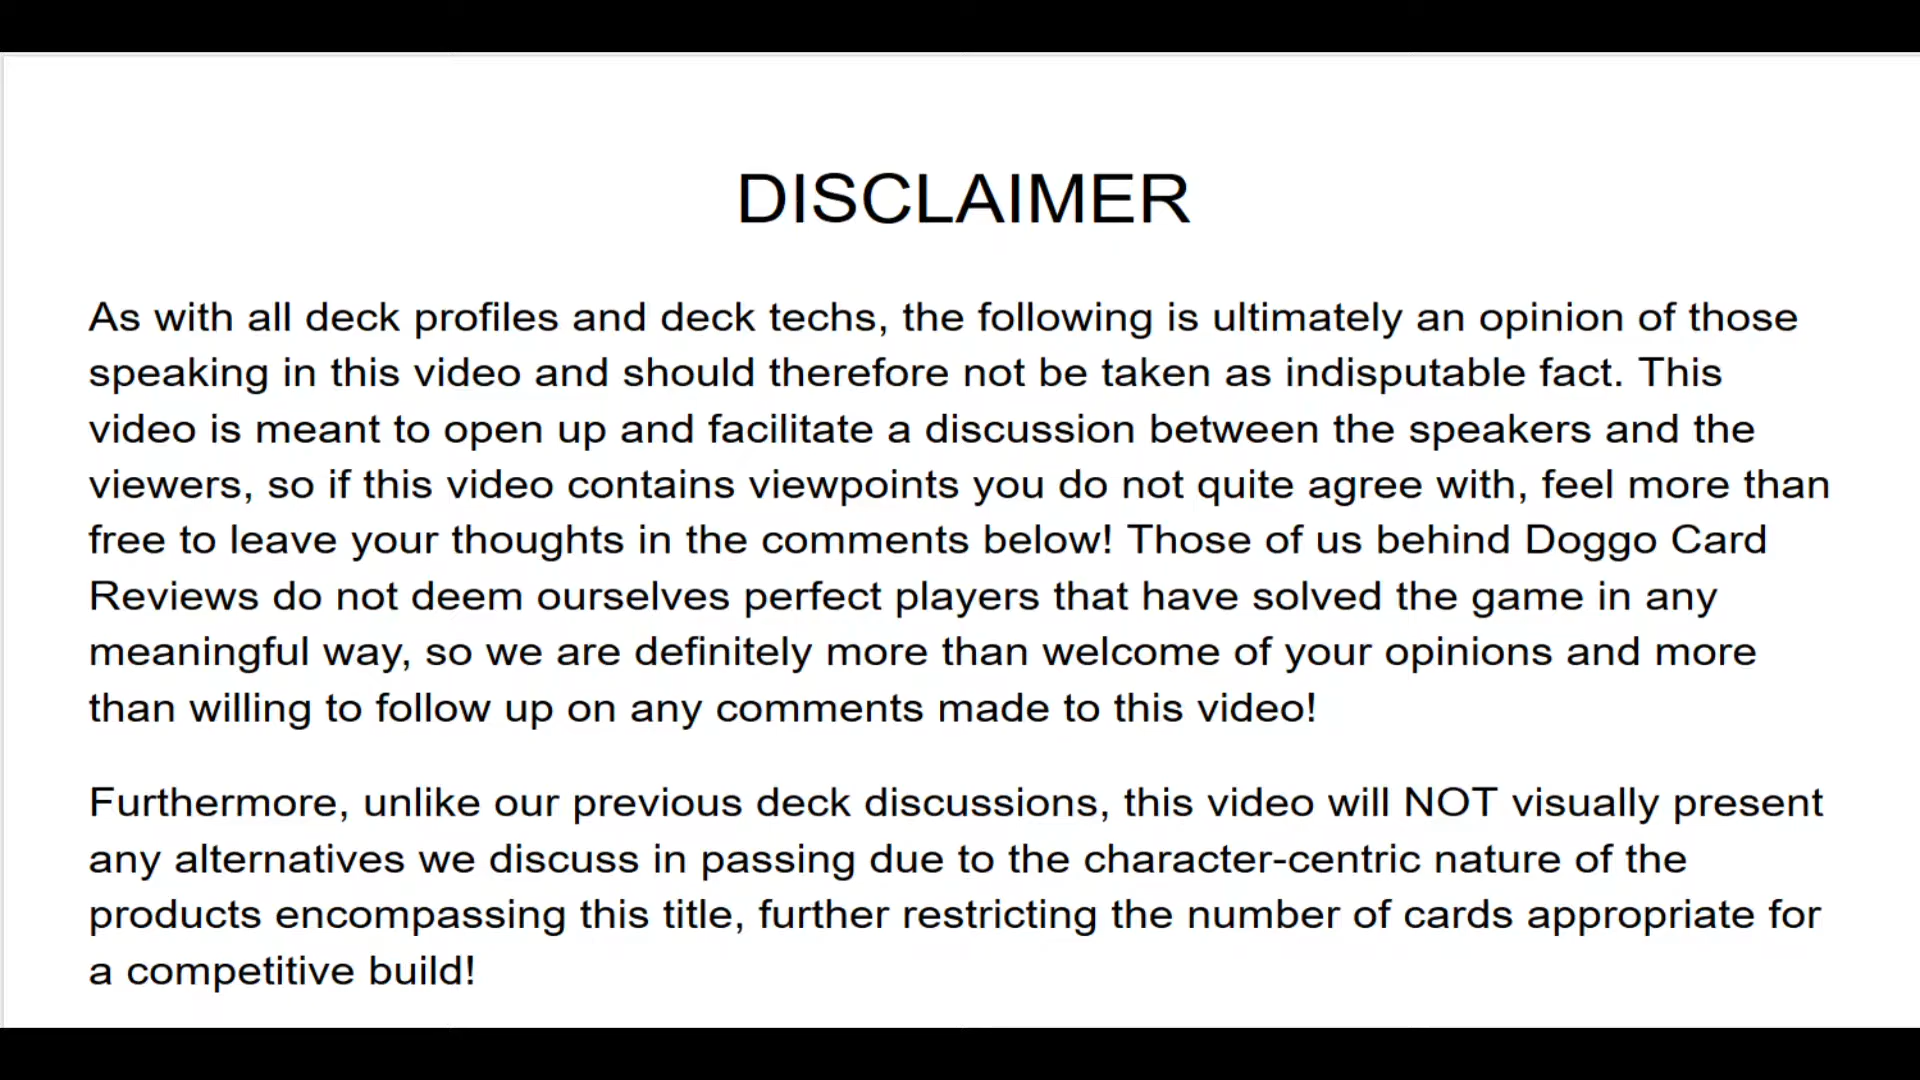 DISCLAIMER
As with all deck profiles and deck techs, the following is ultimately an opinion of those
speaking in this video and should therefore not be taken as indisputable fact. This
video is meant to open up and facilitate a discussion between the speakers and the
viewers, so if this video contains viewpoints you do not quite agree with, feel more than
free to leave your thoughts in the comments below! Those of us behind Doggo Card
Reviews do not deem ourselves perfect players that have solved the game in any
meaningful way, so we are definitely more than welcome of your opinions and more
than willing to follow up on any comments made to this video!
Furthermore, unlike our previous deck discussions, this video will NOT visually present
any alternatives we discuss in passing due to the character-centric nature of the
products encompassing this title, further restricting the number of cards appropriate for
a competitive build!